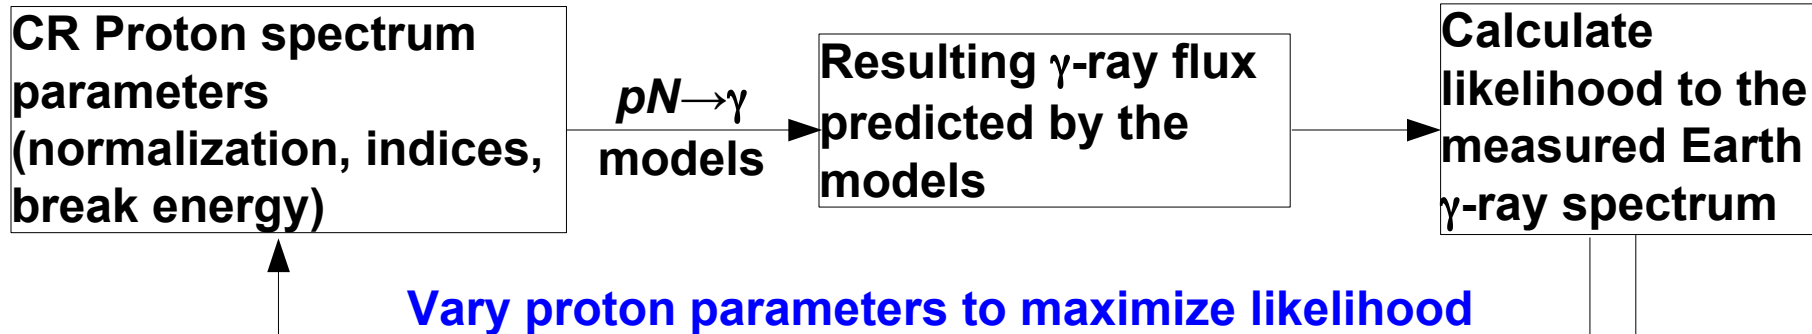 CR Proton spectrum
parameters
(normalization, indices,
break energy)
pN→γ
models
Resulting γ-ray flux
predicted by the
models
Calculate
likelihood to the
measured Earth
γ-ray spectrum
Vary proton parameters to maximize likelihood